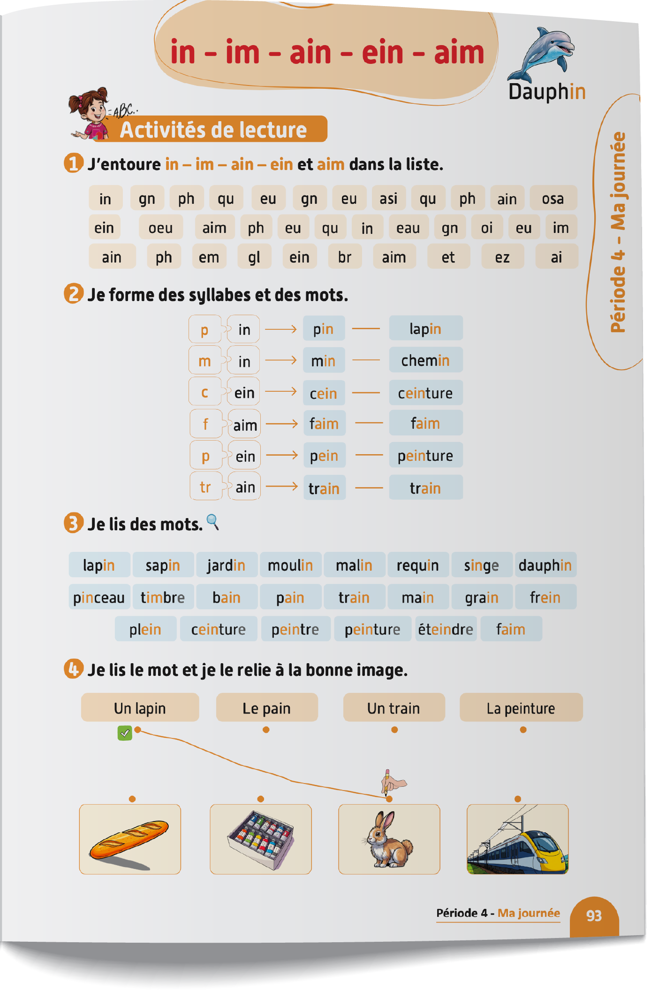 in – im – ain – ein – aim
Dauphin
A.B.C..
Activités de lecture
Période 4 - Ma journée
1 J'entoure in – im – ain – ein et aim dans la liste.
in gn ph qu eu gn eu asi qu ph ain osa
ein oeu aim ph eu qu in eau gn oi eu im
ain ph em gl ein br aim et ez ai
2 Je forme des syllabes et des mots.
p in pin lapin
m in min chemin
c ein cein ceinture
f aim faim faim
p ein pein peinture
tr ain train train
3 Je lis des mots.
lapin sapin jardin moulin malin requin singe dauphin
pinceau timbre bain pain train main grain frein
plein ceinture peintre peinture éteindre faim
4 Je lis le mot et je le relie à la bonne image.
Un lapin Le pain Un train La peinture
Période 4 - Ma journée 93